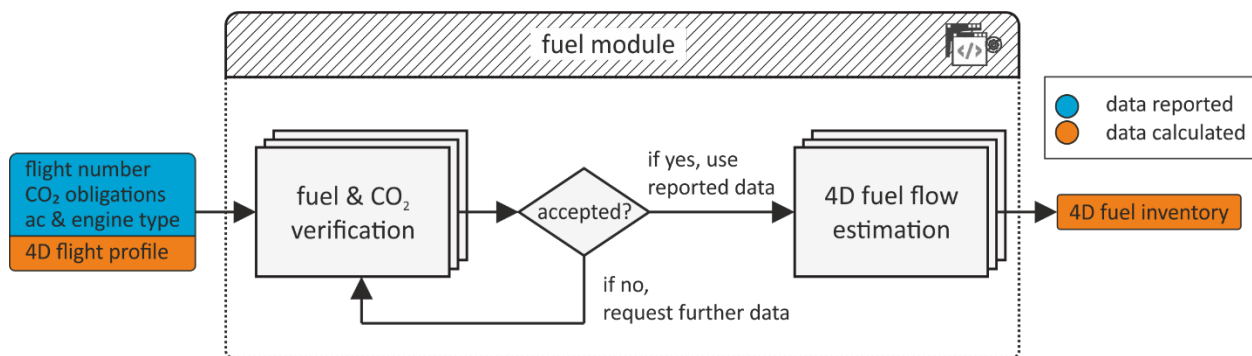 fuel module
</>
data reported
data calculated
flight number
CO₂ obligations
ac & engine type
4D flight profile
fuel & CO₂
verification
accepted?
if yes, use
reported data
if no,
request further data
4D fuel flow
estimation
4D fuel inventory